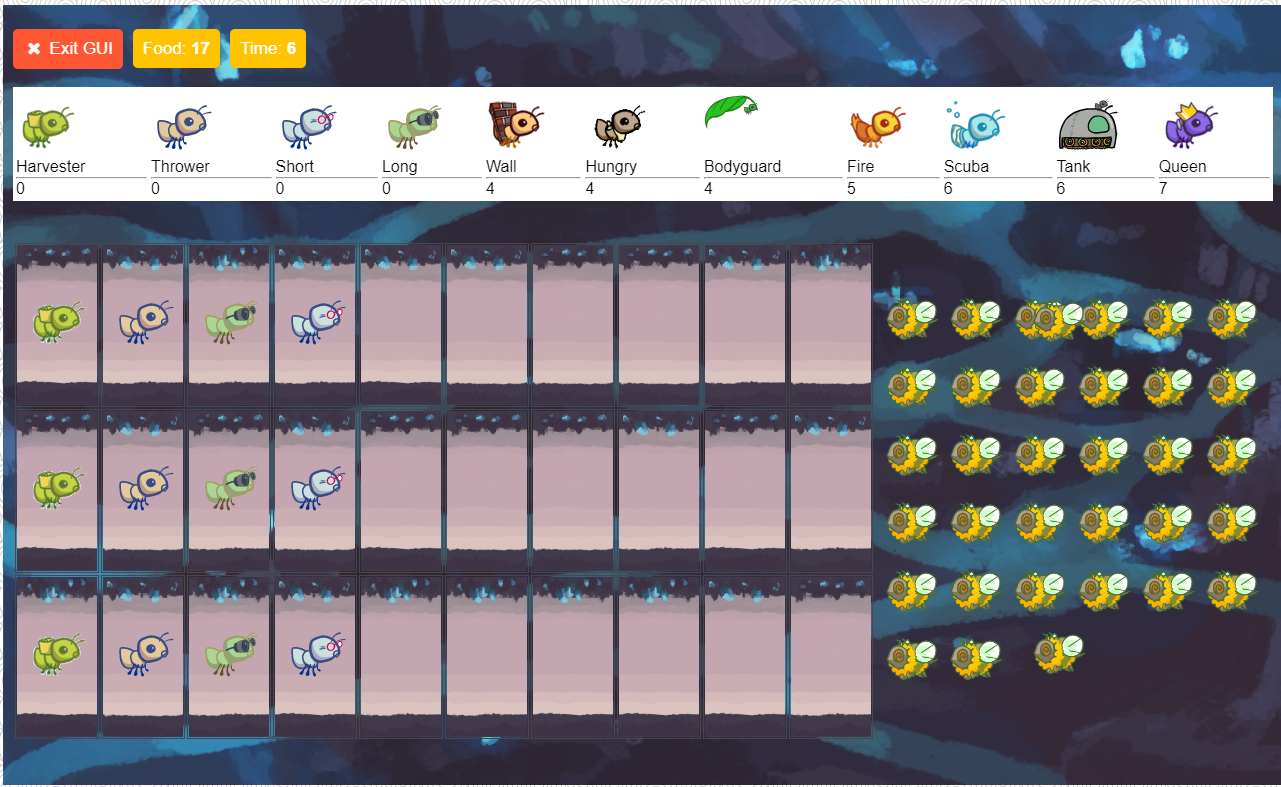 ✖ Exit GUI Food: 17 Time: 6
Harvester Thrower Short Long Wall Hungry Bodyguard Fire Scuba Tank Queen
0 0 0 0 4 4 4 5 6 6 7